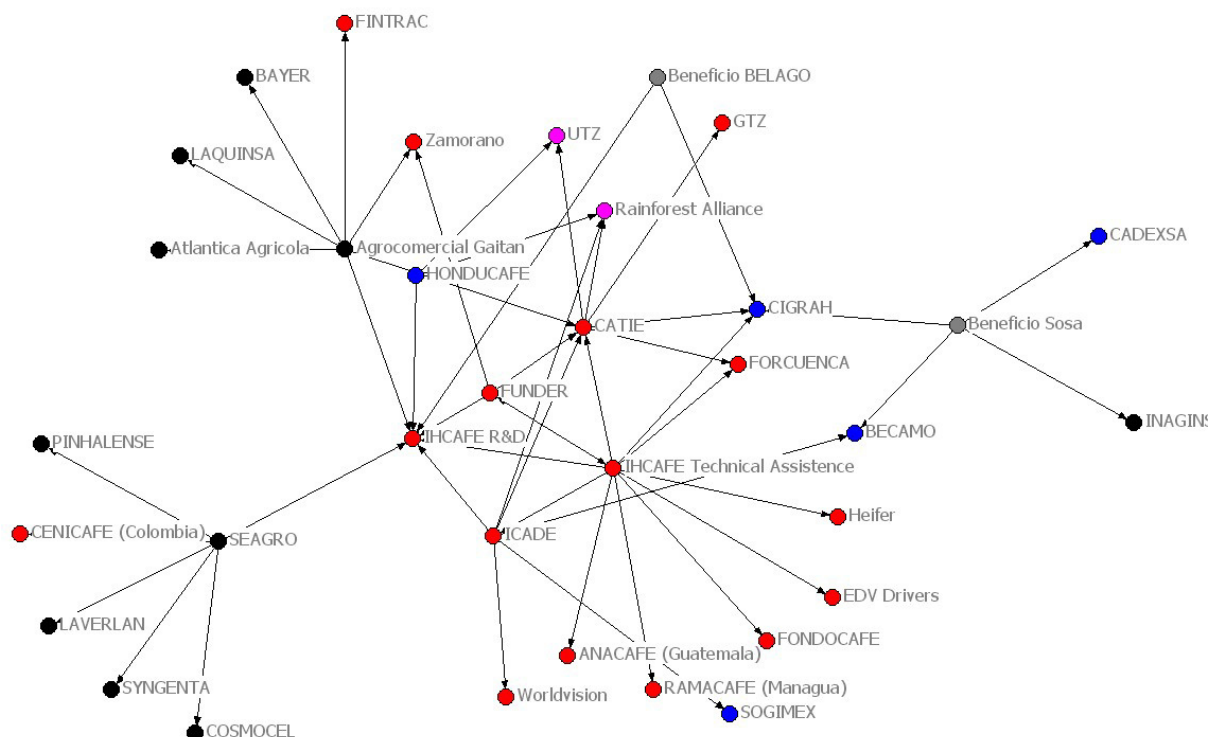 FINTRAC
BAYER
Beneficio BELAGO
GTZ
UTZ
Zamorano
LAQUINSA
Rainforest Alliance
CADEXSA
Atlantica Agricola
Agrocomercial Gaitan
HONDUCAFE
CIGRAH
Beneficio Sosa
CATIE
FORCUENCA
FUNDER
INAGINS
BECAMO
IHCAFE R&D
PINHALENSE
IHCAFE Technical Assistence
Heifer
CENICAFE (Colombia)
SEAGRO
ICADE
EDV Drivers
LAVERLAN
FONDOCAFE
ANACAFE (Guatemala)
SYNGENTA
Worldvision
RAMACAFE (Managua)
SOGIMEX
COSMOCEL